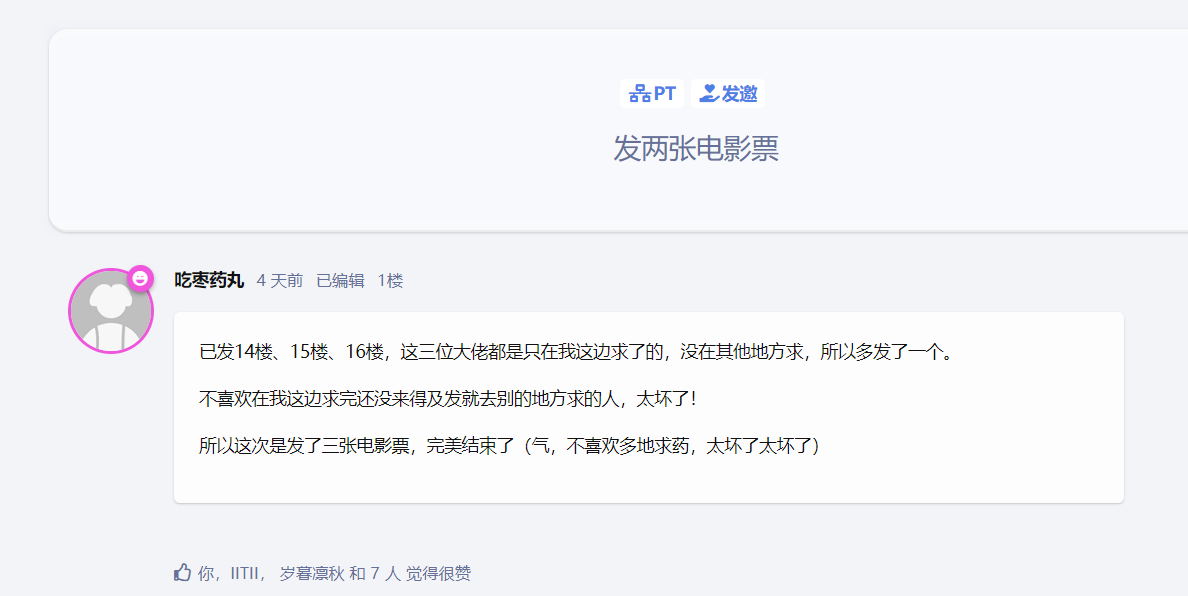 PT 发邀
发两张电影票
吃枣药丸 4 天前 已编辑 1楼
已发14楼、15楼、16楼，这三位大佬都是只在我这边求了的，没在其他地方求，所以多发了一个。
不喜欢在我这边求完还没来得及发就去别的地方求的人，太坏了！
所以这次是发了三张电影票，完美结束了（气，不喜欢多地求药，太坏了太坏了）
你，IITII， 岁暮凛秋 和 7 人 觉得很赞